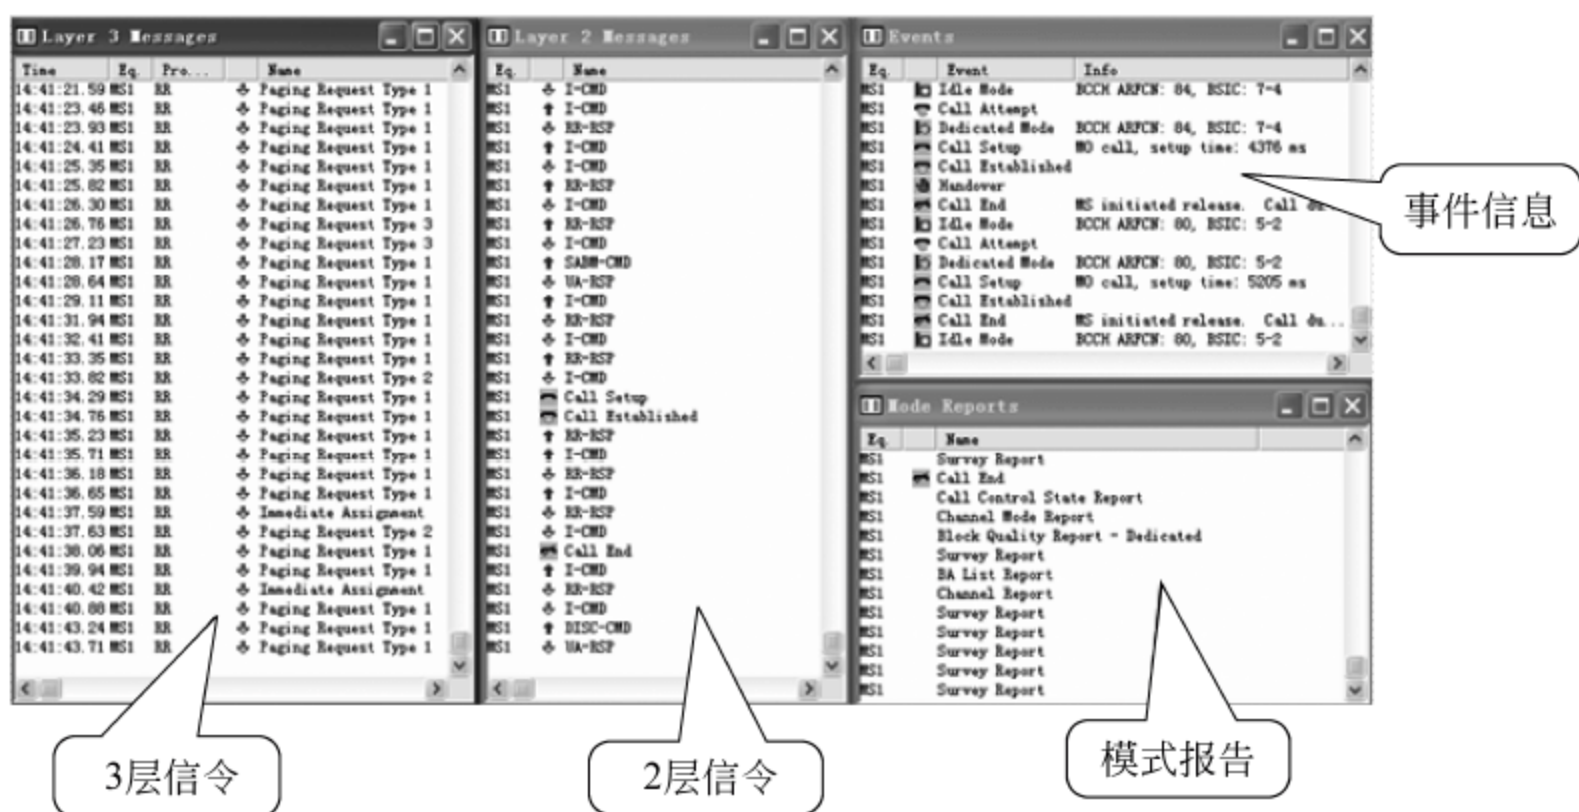 Layer 3 Messages
Time Eq. Pro... Name
14:41:21.59 MS1 RR Paging Request Type 1
14:41:23.46 MS1 RR Paging Request Type 1
14:41:23.93 MS1 RR Paging Request Type 1
14:41:24.41 MS1 RR Paging Request Type 1
14:41:25.35 MS1 RR Paging Request Type 1
14:41:25.82 MS1 RR Paging Request Type 1
14:41:26.30 MS1 RR Paging Request Type 1
14:41:26.76 MS1 RR Paging Request Type 3
14:41:27.23 MS1 RR Paging Request Type 3
14:41:28.17 MS1 RR Paging Request Type 1
14:41:28.64 MS1 RR Paging Request Type 1
14:41:29.11 MS1 RR Paging Request Type 1
14:41:31.94 MS1 RR Paging Request Type 1
14:41:32.41 MS1 RR Paging Request Type 1
14:41:33.35 MS1 RR Paging Request Type 1
14:41:33.82 MS1 RR Paging Request Type 2
14:41:34.29 MS1 RR Paging Request Type 1
14:41:34.76 MS1 RR Paging Request Type 1
14:41:35.23 MS1 RR Paging Request Type 1
14:41:35.71 MS1 RR Paging Request Type 1
14:41:36.18 MS1 RR Paging Request Type 1
14:41:36.65 MS1 RR Paging Request Type 1
14:41:37.59 MS1 RR Immediate Assignment
14:41:37.63 MS1 RR Paging Request Type 2
14:41:38.06 MS1 RR Paging Request Type 1
14:41:39.94 MS1 RR Paging Request Type 1
14:41:40.42 MS1 RR Immediate Assignment
14:41:40.88 MS1 RR Paging Request Type 1
14:41:43.24 MS1 RR Paging Request Type 1
14:41:43.71 MS1 RR Paging Request Type 1
3层信令
Layer 2 Messages
Eq. Name
MS1 I-CMD
MS1 I-CMD
MS1 RR-RSP
MS1 I-CMD
MS1 I-CMD
MS1 RR-RSP
MS1 I-CMD
MS1 RR-RSP
MS1 I-CMD
MS1 SABM-CMD
MS1 UA-RSP
MS1 I-CMD
MS1 RR-RSP
MS1 I-CMD
MS1 RR-RSP
MS1 I-CMD
MS1 Call Setup
MS1 Call Established
MS1 RR-RSP
MS1 I-CMD
MS1 RR-RSP
MS1 I-CMD
MS1 RR-RSP
MS1 I-CMD
MS1 Call End
MS1 I-CMD
MS1 RR-RSP
MS1 I-CMD
MS1 DISC-CMD
MS1 UA-RSP
2层信令
Events
Eq. Event Info
MS1 Idle Mode BCCH ARFCN: 84, BSIC: 7-4
MS1 Call Attempt
MS1 Dedicated Mode BCCH ARFCN: 84, BSIC: 7-4
MS1 Call Setup MO call, setup time: 4376 ms
MS1 Call Established
MS1 Handover
MS1 Call End MS initiated release. Call du...
MS1 Idle Mode BCCH ARFCN: 80, BSIC: 5-2
MS1 Call Attempt
MS1 Dedicated Mode BCCH ARFCN: 80, BSIC: 5-2
MS1 Call Setup MO call, setup time: 5205 ms
MS1 Call Established
MS1 Call End MS initiated release. Call du...
MS1 Idle Mode BCCH ARFCN: 80, BSIC: 5-2
事件信息
Mode Reports
Eq. Name
MS1 Survey Report
MS1 Call End
MS1 Call Control State Report
MS1 Channel Mode Report
MS1 Block Quality Report - Dedicated
MS1 Survey Report
MS1 BA List Report
MS1 Channel Report
MS1 Survey Report
MS1 Survey Report
MS1 Survey Report
MS1 Survey Report
MS1 Survey Report
模式报告